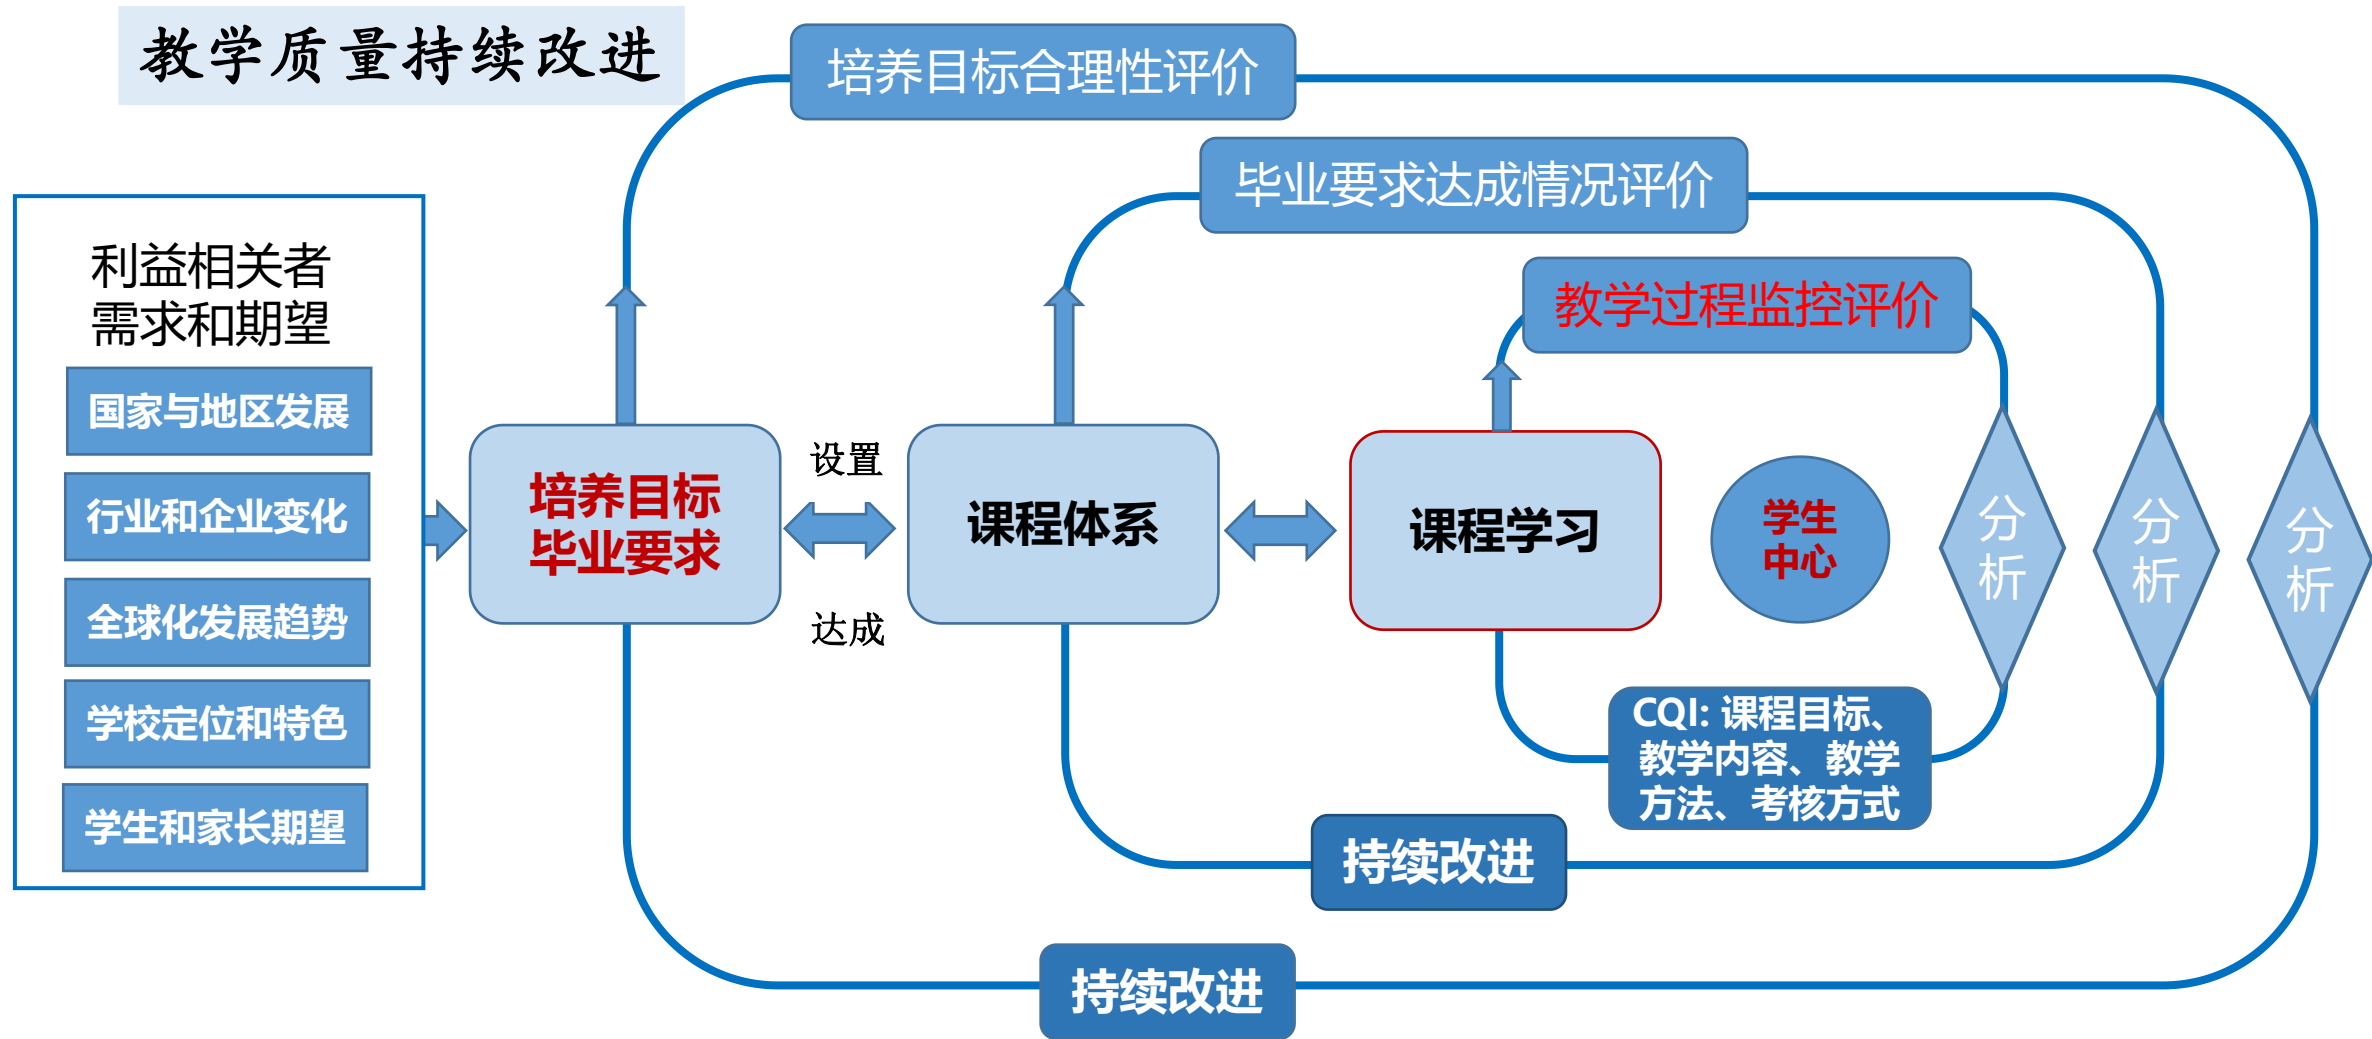 教学质量持续改进
培养目标合理性评价
毕业要求达成情况评价
教学过程监控评价
利益相关者
需求和期望
国家与地区发展
行业和企业变化
全球化发展趋势
学校定位和特色
学生和家长期望
培养目标
毕业要求
设置
达成
课程体系
课程学习
学生
中心
分
析
分
析
分
析
CQI: 课程目标、
教学内容、教学
方法、考核方式
持续改进
持续改进